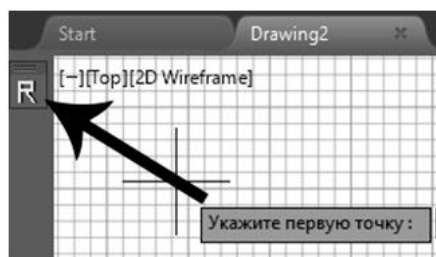 Start
Drawing2
R
[−][Top][2D Wireframe]
Укажите первую точку :